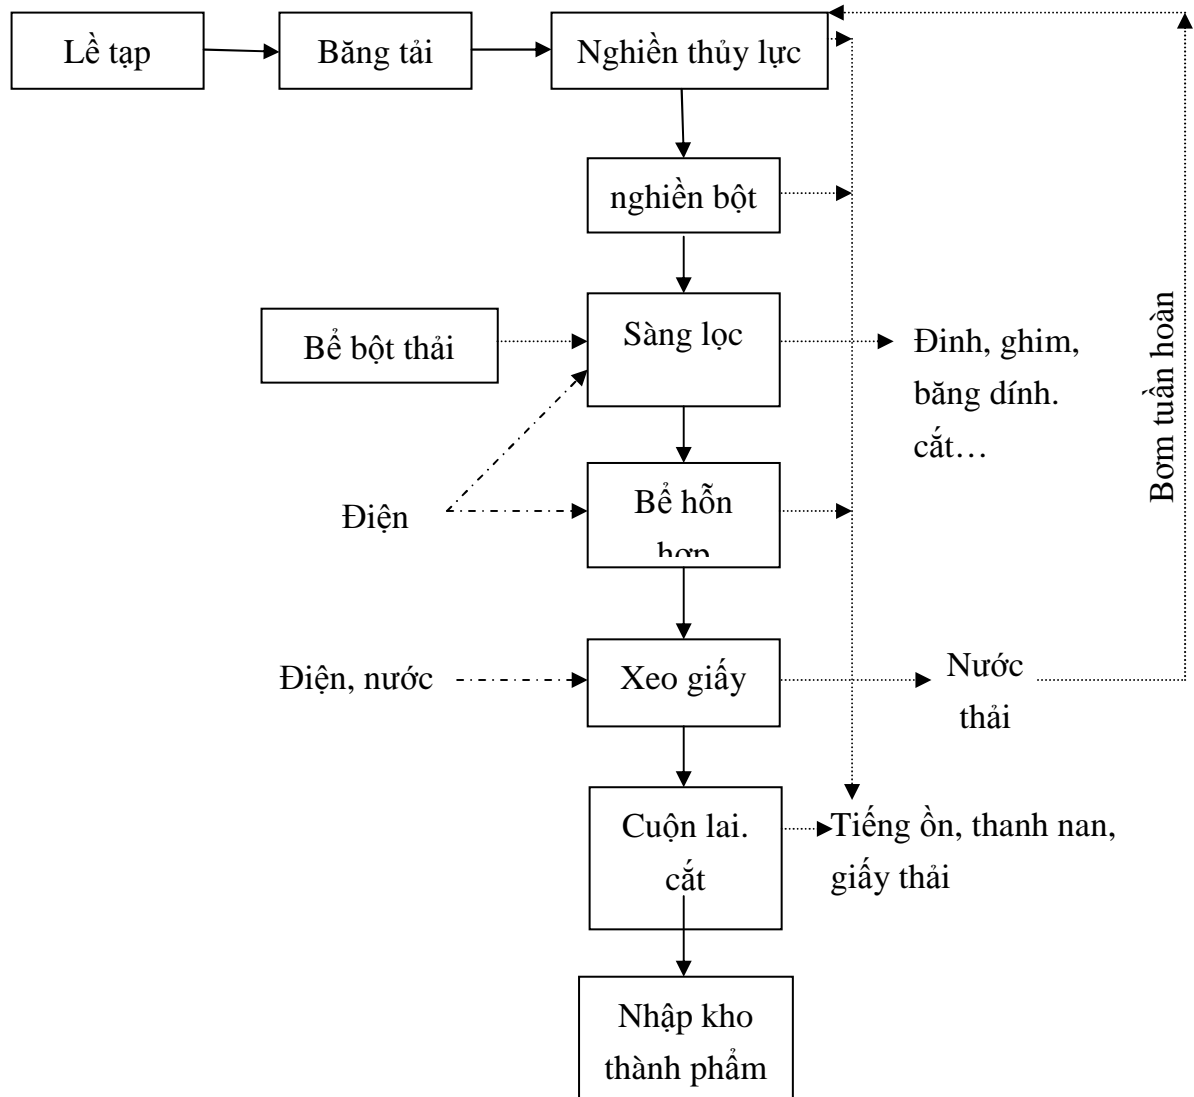 Lề tạp
Băng tải
Nghiền thủy lực
nghiền bột
Bể bột thải
Sàng lọc
Đinh, ghim,
băng dính.
cắt…
Bơm tuần hoàn
Điện
Bể hỗn
hợp
Điện, nước
Xeo giấy
Nước
thải
Cuộn lai.
cắt
Tiếng ồn, thanh nan,
giấy thải
Nhập kho
thành phẩm